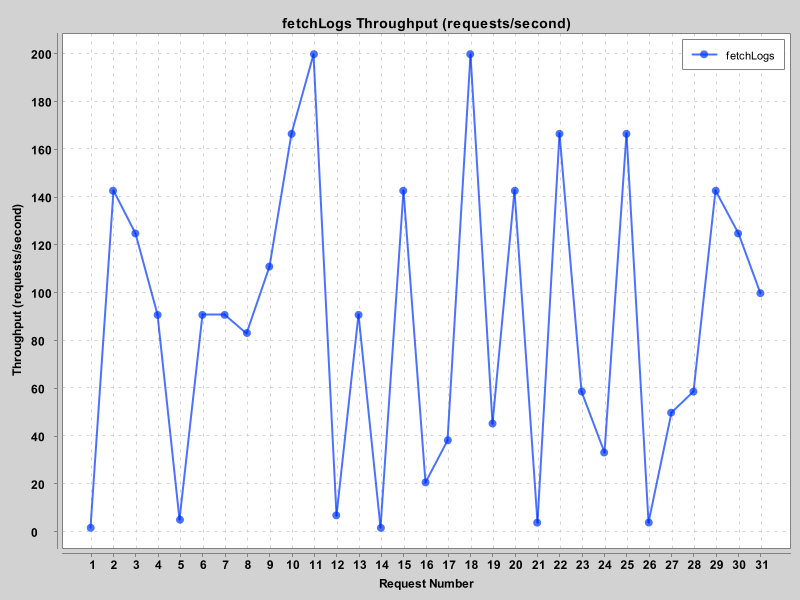 fetchLogs Throughput (requests/second)
fetchLogs
Throughput (requests/second)
200
180
160
140
120
100
80
60
40
20
0
1 2 3 4 5 6 7 8 9 10 11 12 13 14 15 16 17 18 19 20 21 22 23 24 25 26 27 28 29 30 31
Request Number